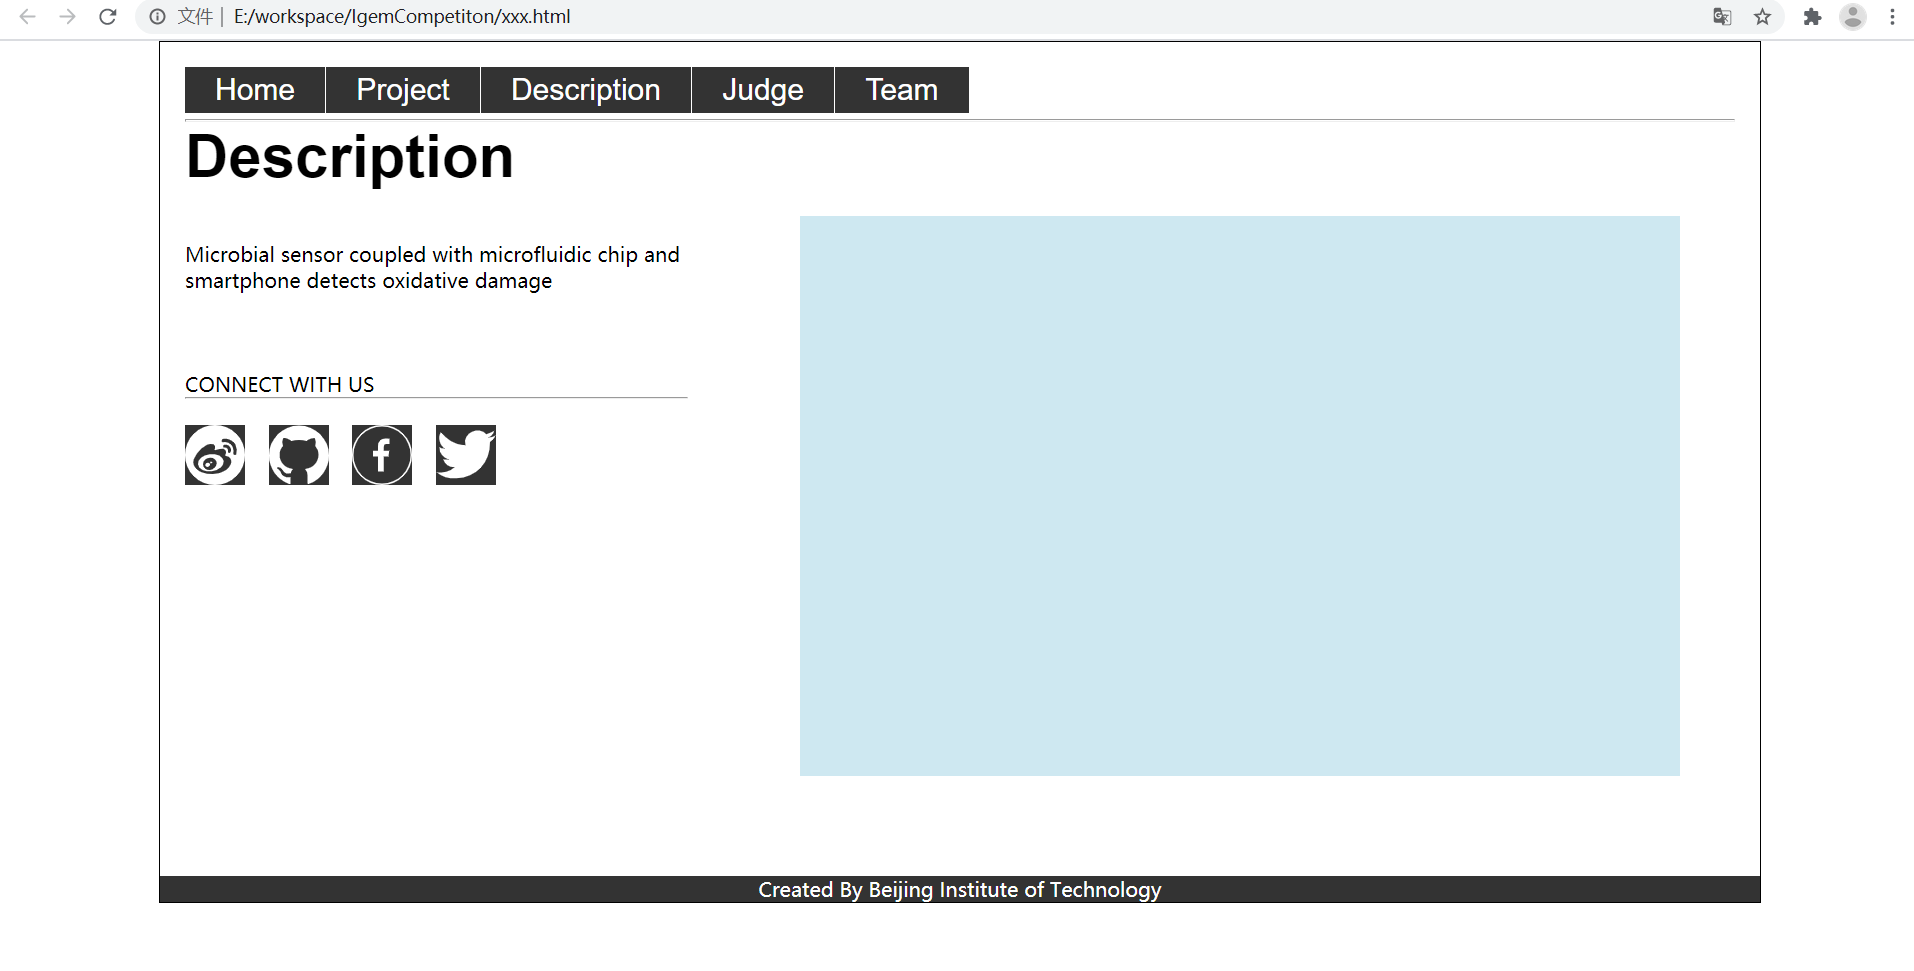 文件 | E:/workspace/IgemCompetiton/xxx.html
Home Project Description Judge Team
Description
Microbial sensor coupled with microfluidic chip and
smartphone detects oxidative damage
CONNECT WITH US
Created By Beijing Institute of Technology